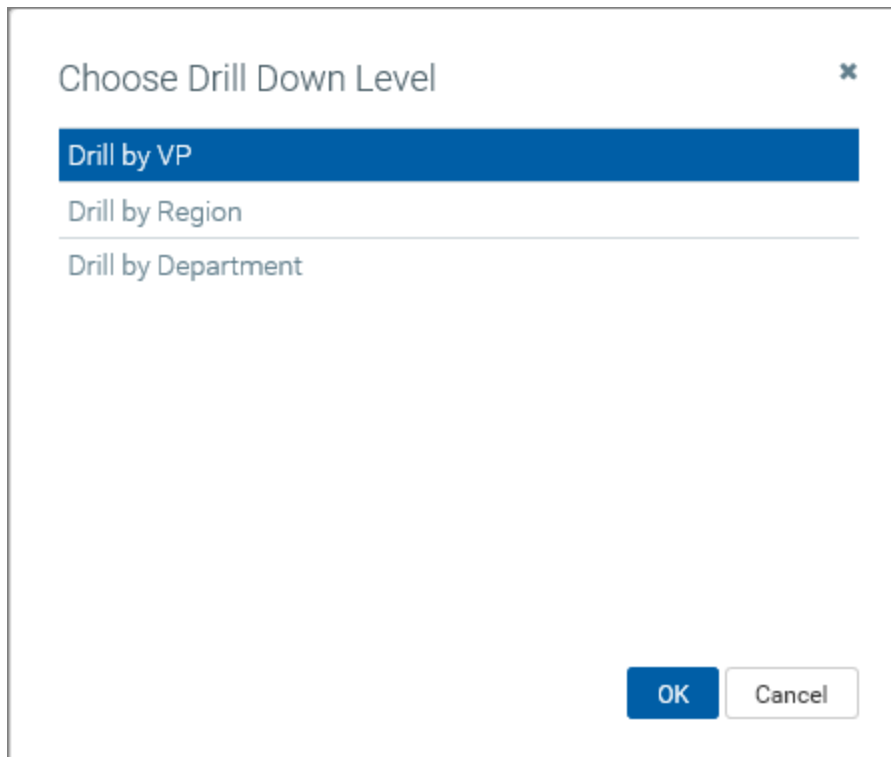 Choose Drill Down Level
Drill by VP
Drill by Region
Drill by Department
OK
Cancel